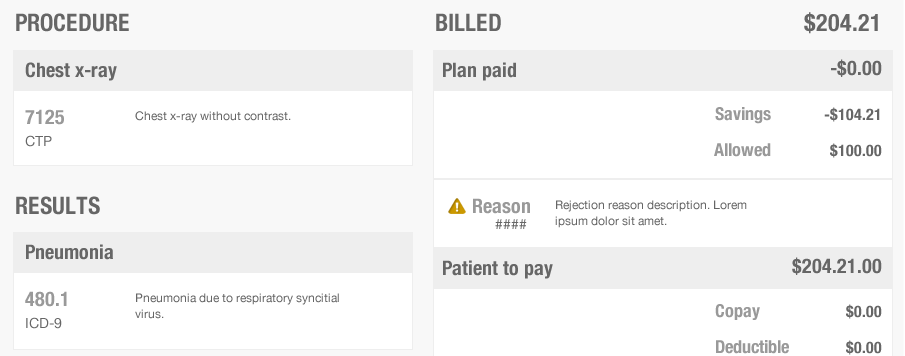 PROCEDURE
Chest x-ray
7125
CTP
Chest x-ray without contrast.
RESULTS
Pneumonia
480.1
ICD-9
Pneumonia due to respiratory syncitial
virus.
BILLED $204.21
Plan paid -$0.00
Savings -$104.21
Allowed $100.00
Reason
####
Rejection reason description. Lorem
ipsum dolor sit amet.
Patient to pay $204.21.00
Copay $0.00
Deductible $0.00